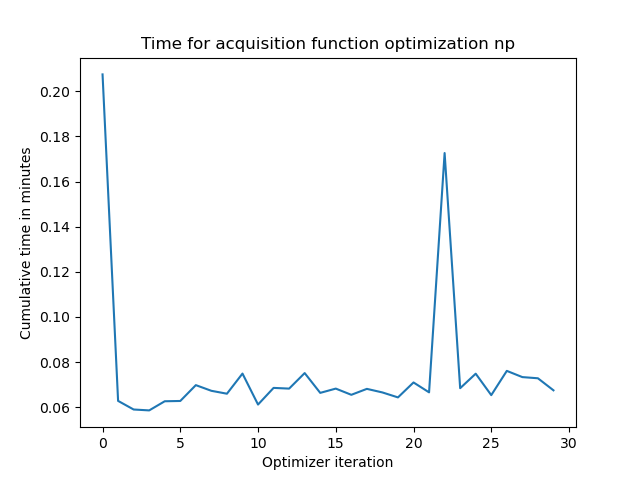 Time for acquisition function optimization np
Cumulative time in minutes
0.20
0.18
0.16
0.14
0.12
0.10
0.08
0.06
0 5 10 15 20 25 30
Optimizer iteration